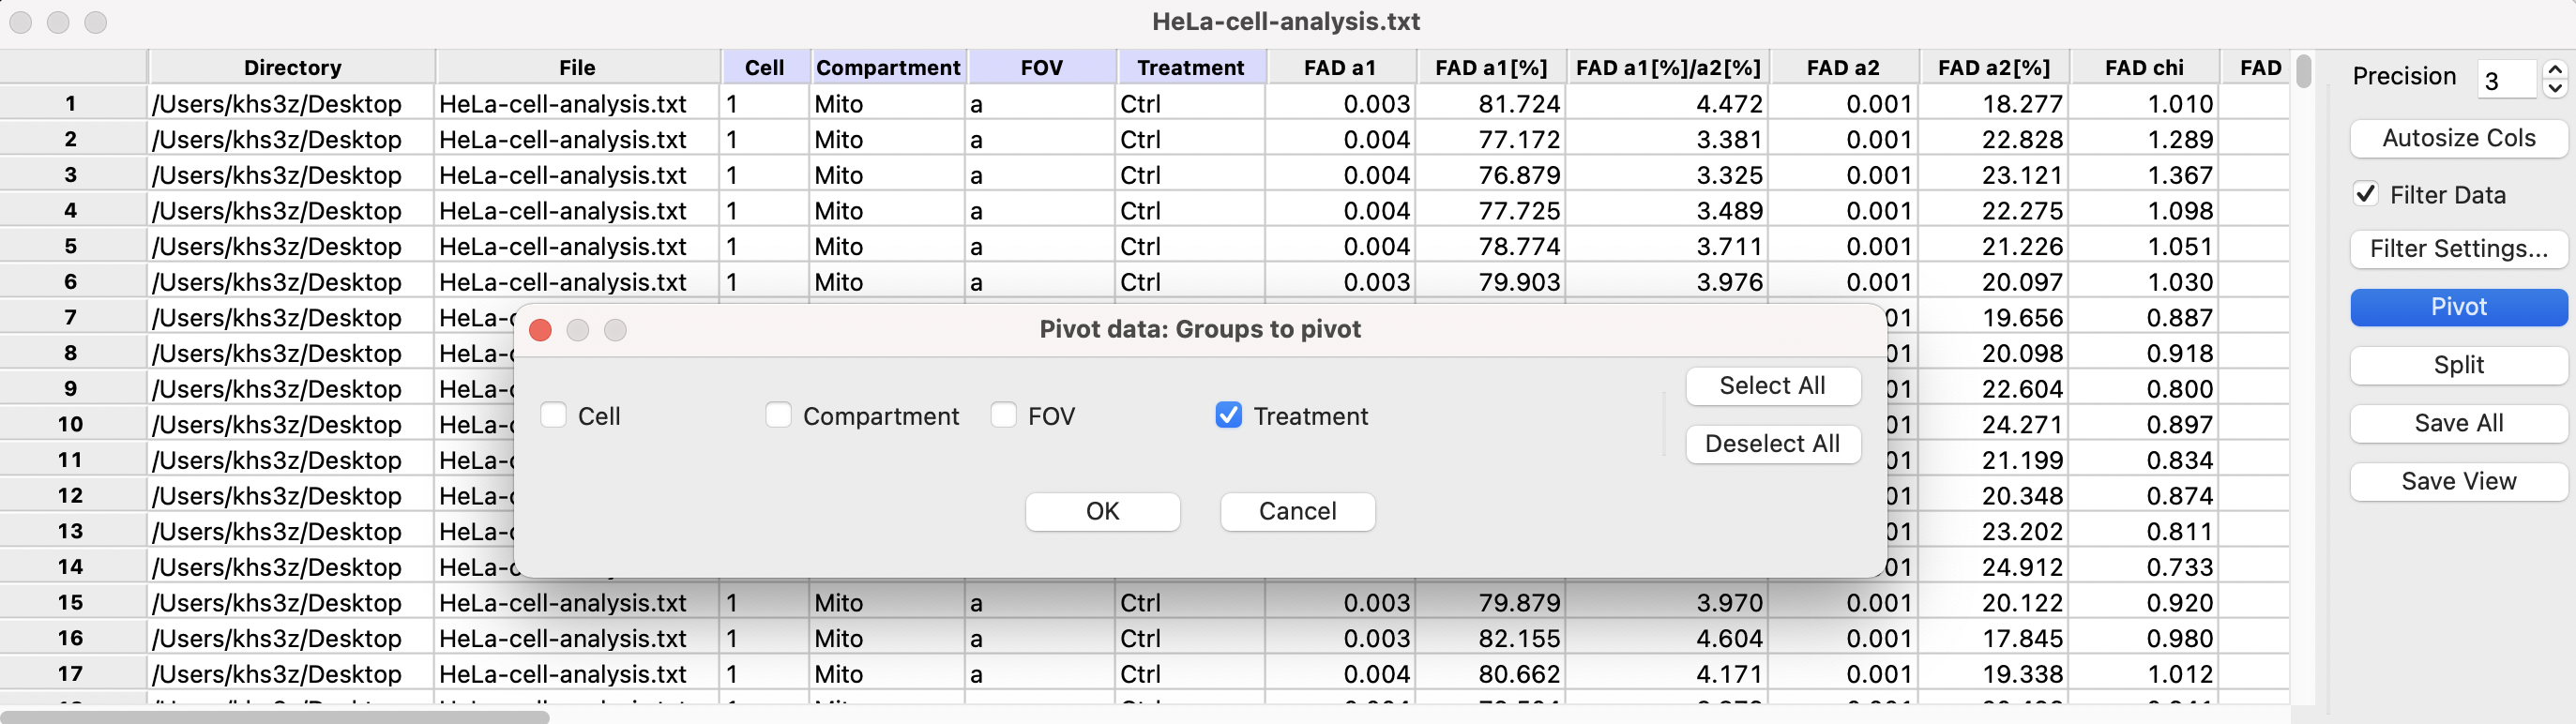 HeLa-cell-analysis.txt
Directory File Cell Compartment FOV Treatment FAD a1 FAD a1[%] FAD a1[%]/a2[%] FAD a2 FAD a2[%] FAD chi FAD
1 /Users/khs3z/Desktop HeLa-cell-analysis.txt 1 Mito a Ctrl 0.003 81.724 4.472 0.001 18.277 1.010
2 /Users/khs3z/Desktop HeLa-cell-analysis.txt 1 Mito a Ctrl 0.004 77.172 3.381 0.001 22.828 1.289
3 /Users/khs3z/Desktop HeLa-cell-analysis.txt 1 Mito a Ctrl 0.004 76.879 3.325 0.001 23.121 1.367
4 /Users/khs3z/Desktop HeLa-cell-analysis.txt 1 Mito a Ctrl 0.004 77.725 3.489 0.001 22.275 1.098
5 /Users/khs3z/Desktop HeLa-cell-analysis.txt 1 Mito a Ctrl 0.004 78.774 3.711 0.001 21.226 1.051
6 /Users/khs3z/Desktop HeLa-cell-analysis.txt 1 Mito a Ctrl 0.003 79.903 3.976 0.001 20.097 1.030
7 /Users/khs3z/Desktop HeLa-c 01 19.656 0.887
8 /Users/khs3z/Desktop HeLa-c 01 20.098 0.918
9 /Users/khs3z/Desktop HeLa-c 01 22.604 0.800
10 /Users/khs3z/Desktop HeLa-c 01 24.271 0.897
11 /Users/khs3z/Desktop HeLa-c 01 21.199 0.834
12 /Users/khs3z/Desktop HeLa-c 01 20.348 0.874
13 /Users/khs3z/Desktop HeLa-c 01 23.202 0.811
14 /Users/khs3z/Desktop HeLa-c 01 24.912 0.733
15 /Users/khs3z/Desktop HeLa-cell-analysis.txt 1 Mito a Ctrl 0.003 79.879 3.970 0.001 20.122 0.920
16 /Users/khs3z/Desktop HeLa-cell-analysis.txt 1 Mito a Ctrl 0.003 82.155 4.604 0.001 17.845 0.980
17 /Users/khs3z/Desktop HeLa-cell-analysis.txt 1 Mito a Ctrl 0.004 80.662 4.171 0.001 19.338 1.012
Pivot data: Groups to pivot
Cell Compartment FOV Treatment
Select All
Deselect All
OK Cancel
Precision 3
Autosize Cols
Filter Data
Filter Settings...
Pivot
Split
Save All
Save View